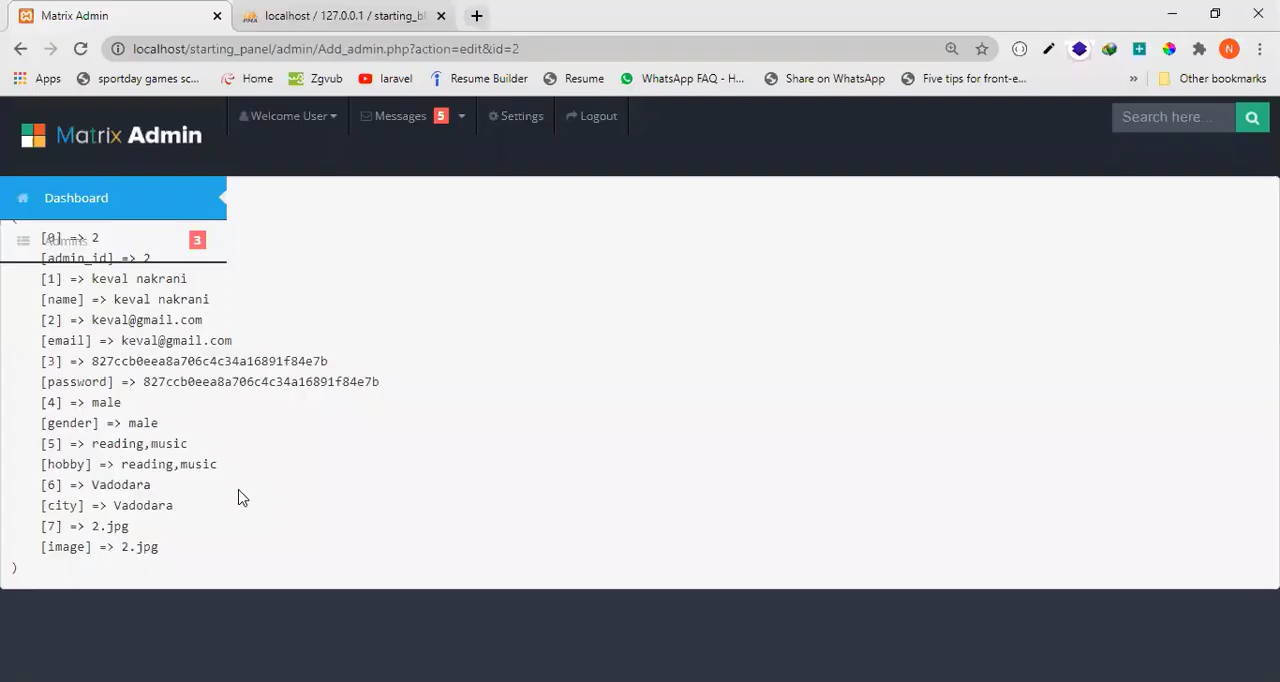 Matrix Admin
localhost / 127.0.0.1 / starting_bl
localhost/starting_panel/admin/Add_admin.php?action=edit&id=2
N
Apps
sportday games sc...
Home
Zgvub
laravel
Resume Builder
Resume
WhatsApp FAQ - H...
Share on WhatsApp
Five tips for front-e...
»
Other bookmarks
Matrix Admin
Welcome User
Messages 5
Settings
Logout
Search here...
Dashboard
Admins 3
(
[0] => 2
[admin_id] => 2
[1] => keval nakrani
[name] => keval nakrani
[2] => keval@gmail.com
[email] => keval@gmail.com
[3] => 827ccb0eea8a706c4c34a16891f84e7b
[password] => 827ccb0eea8a706c4c34a16891f84e7b
[4] => male
[gender] => male
[5] => reading,music
[hobby] => reading,music
[6] => Vadodara
[city] => Vadodara
[7] => 2.jpg
[image] => 2.jpg
)